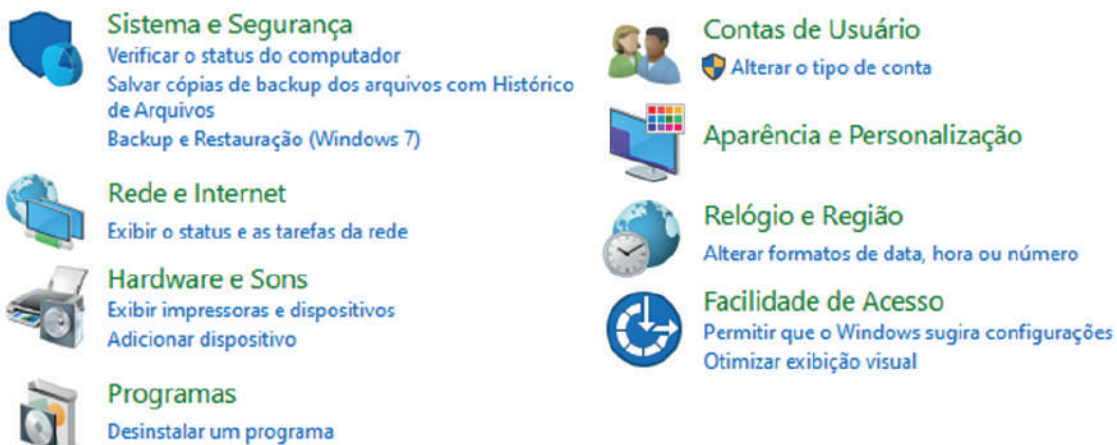 Sistema e Segurança
Verificar o status do computador
Salvar cópias de backup dos arquivos com Histórico
de Arquivos
Backup e Restauração (Windows 7)
Rede e Internet
Exibir o status e as tarefas da rede
Hardware e Sons
Exibir impressoras e dispositivos
Adicionar dispositivo
Programas
Desinstalar um programa
Contas de Usuário
Alterar o tipo de conta
Aparência e Personalização
Relógio e Região
Alterar formatos de data, hora ou número
Facilidade de Acesso
Permitir que o Windows sugira configurações
Otimizar exibição visual